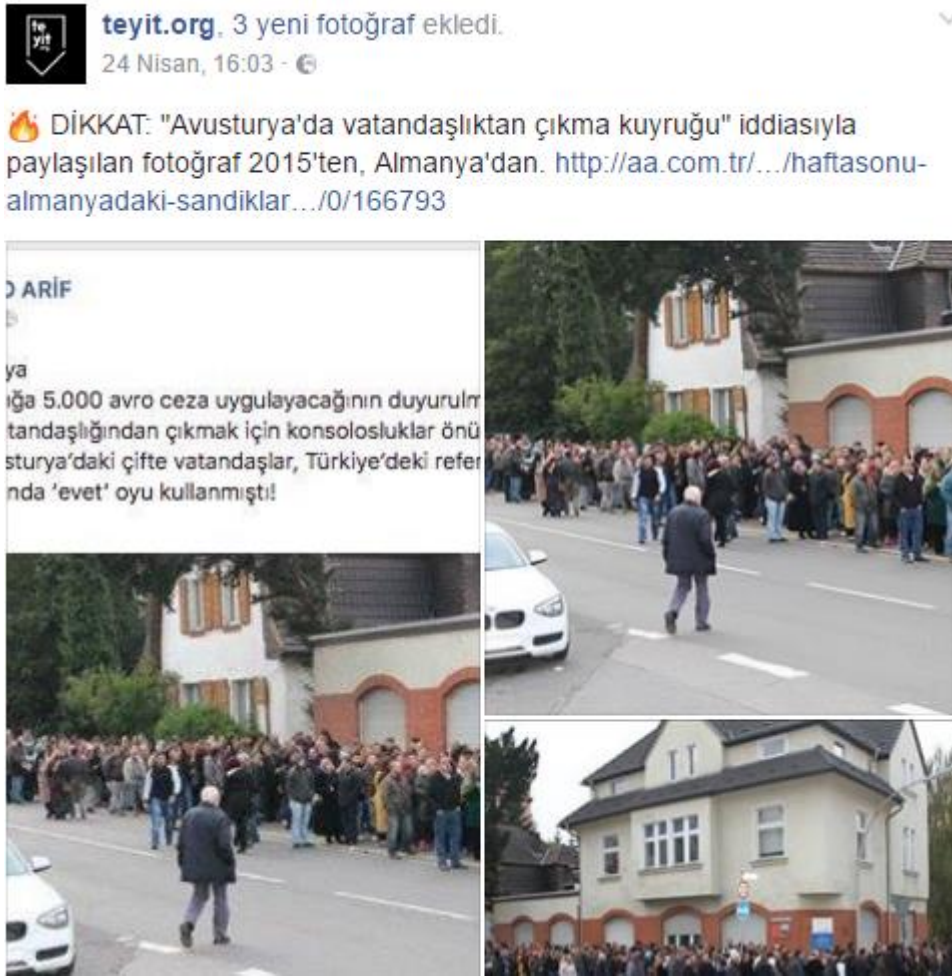 te
yit
org
teyit.org, 3 yeni fotoğraf ekledi.
24 Nisan, 16:03 ·
DİKKAT: "Avusturya'da vatandaşlıktan çıkma kuyruğu" iddiasıyla
paylaşılan fotoğraf 2015'ten, Almanya'dan. http://aa.com.tr/…/haftasonu-
almanyadaki-sandiklar…/0/166793
ARİF
ya
ığa 5.000 avro ceza uygulayacağının duyurulm
tandaşlığından çıkmak için konsolosluklar önü
sturya'daki çifte vatandaşlar, Türkiye'deki refer
nda 'evet' oyu kullanmıştı!